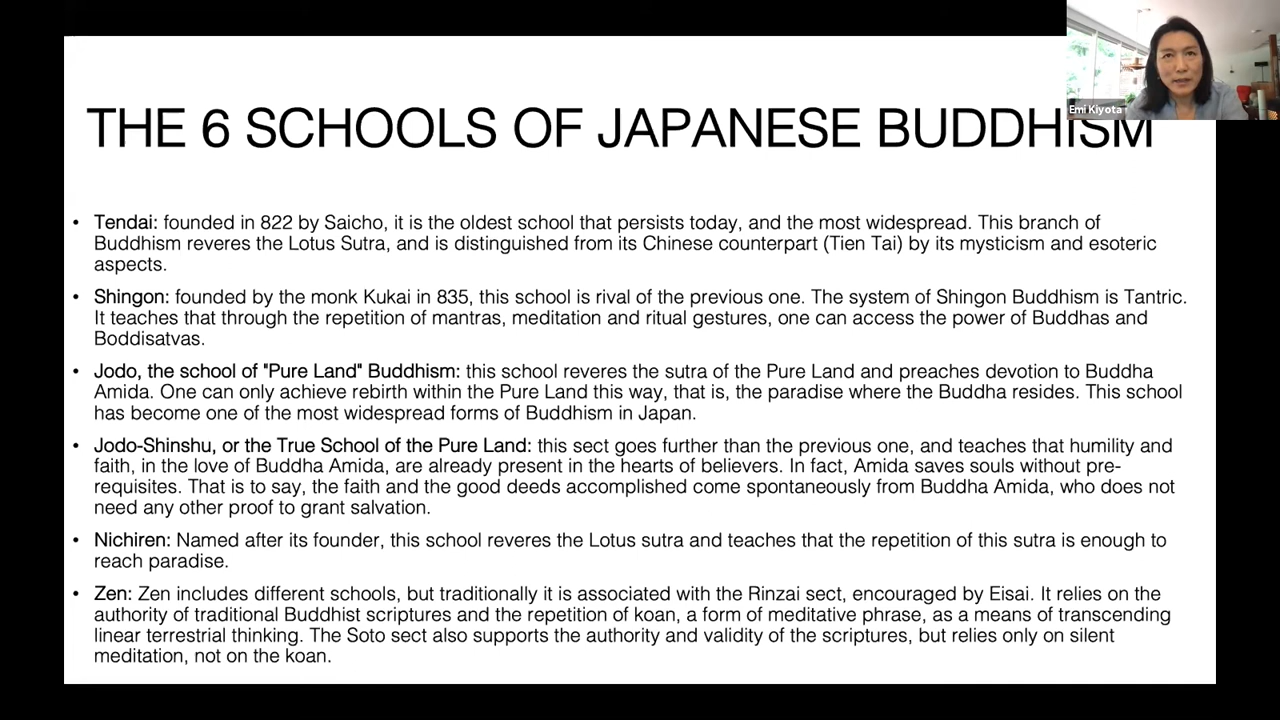 THE 6 SCHOOLS OF JAPANESE BUDDHISM
Emi Kiyota
• Tendai: founded in 822 by Saicho, it is the oldest school that persists today, and the most widespread. This branch of
Buddhism reveres the Lotus Sutra, and is distinguished from its Chinese counterpart (Tien Tai) by its mysticism and esoteric
aspects.
• Shingon: founded by the monk Kukai in 835, this school is rival of the previous one. The system of Shingon Buddhism is Tantric.
It teaches that through the repetition of mantras, meditation and ritual gestures, one can access the power of Buddhas and
Boddisatvas.
• Jodo, the school of "Pure Land" Buddhism: this school reveres the sutra of the Pure Land and preaches devotion to Buddha
Amida. One can only achieve rebirth within the Pure Land this way, that is, the paradise where the Buddha resides. This school
has become one of the most widespread forms of Buddhism in Japan.
• Jodo-Shinshu, or the True School of the Pure Land: this sect goes further than the previous one, and teaches that humility and
faith, in the love of Buddha Amida, are already present in the hearts of believers. In fact, Amida saves souls without pre-
requisites. That is to say, the faith and the good deeds accomplished come spontaneously from Buddha Amida, who does not
need any other proof to grant salvation.
• Nichiren: Named after its founder, this school reveres the Lotus sutra and teaches that the repetition of this sutra is enough to
reach paradise.
• Zen: Zen includes different schools, but traditionally it is associated with the Rinzai sect, encouraged by Eisai. It relies on the
authority of traditional Buddhist scriptures and the repetition of koan, a form of meditative phrase, as a means of transcending
linear terrestrial thinking. The Soto sect also supports the authority and validity of the scriptures, but relies only on silent
meditation, not on the koan.